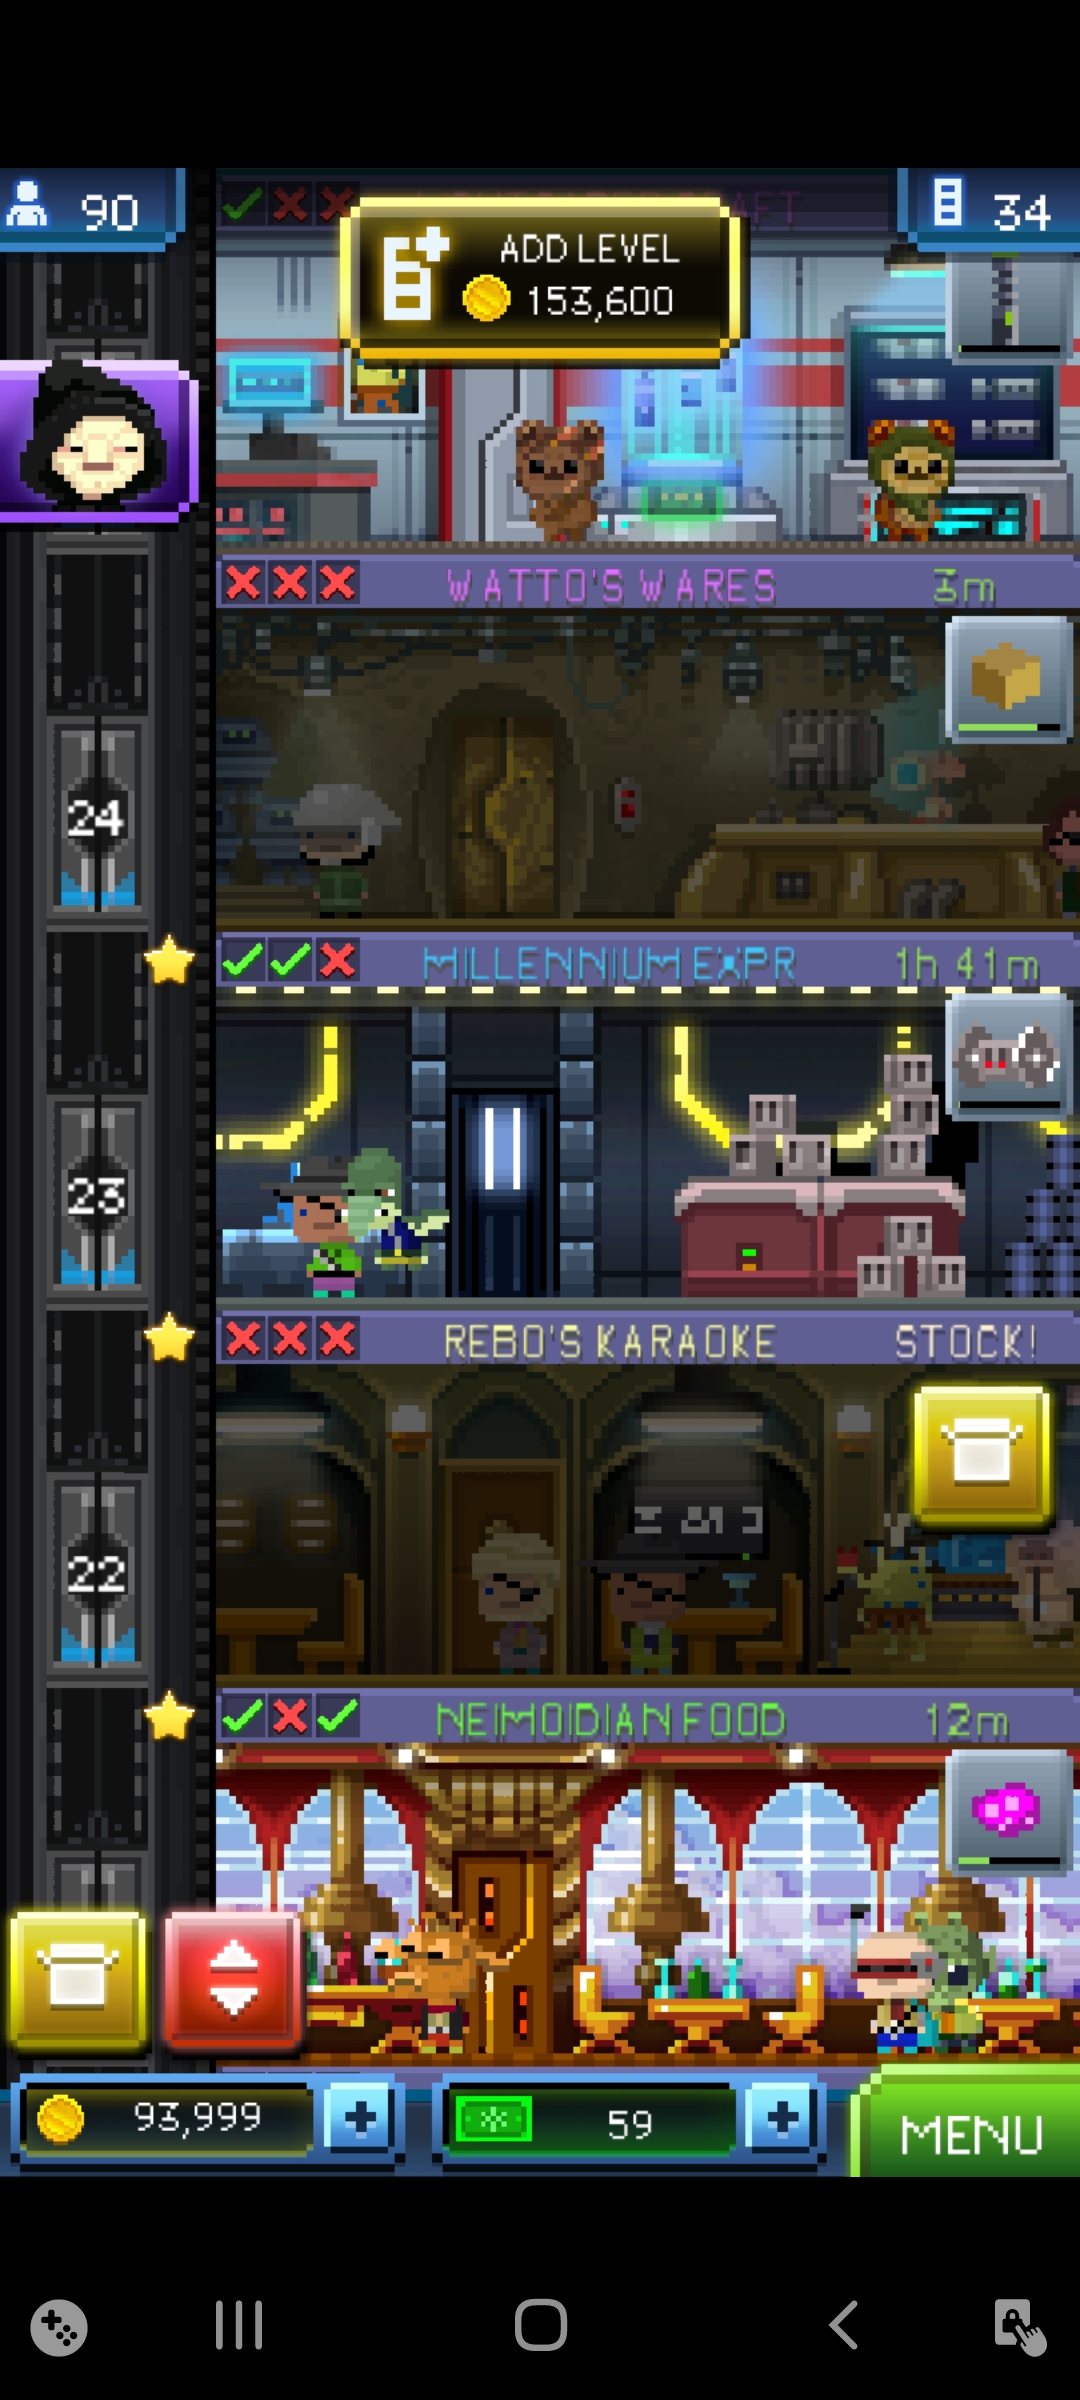 90
34
ADD LEVEL
153,600
WATTO'S WARES 3m
24
MILLENNIUM EXPR 1h 41m
23
REBO'S KARAOKE STOCK!
22
NEIMOIDIAN FOOD 12m
93,999
59
MENU